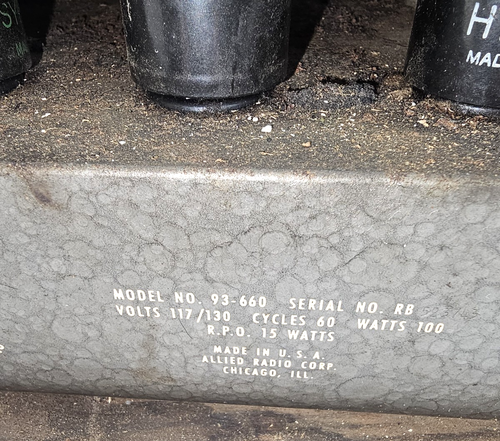 SY
H
MAD
MODEL NO. 93-660 SERIAL NO. RB
VOLTS 117/130 CYCLES 60 WATTS 100
R.P.O. 15 WATTS
MADE IN U. S. A.
ALLIED RADIO CORP.
CHICAGO, ILL.